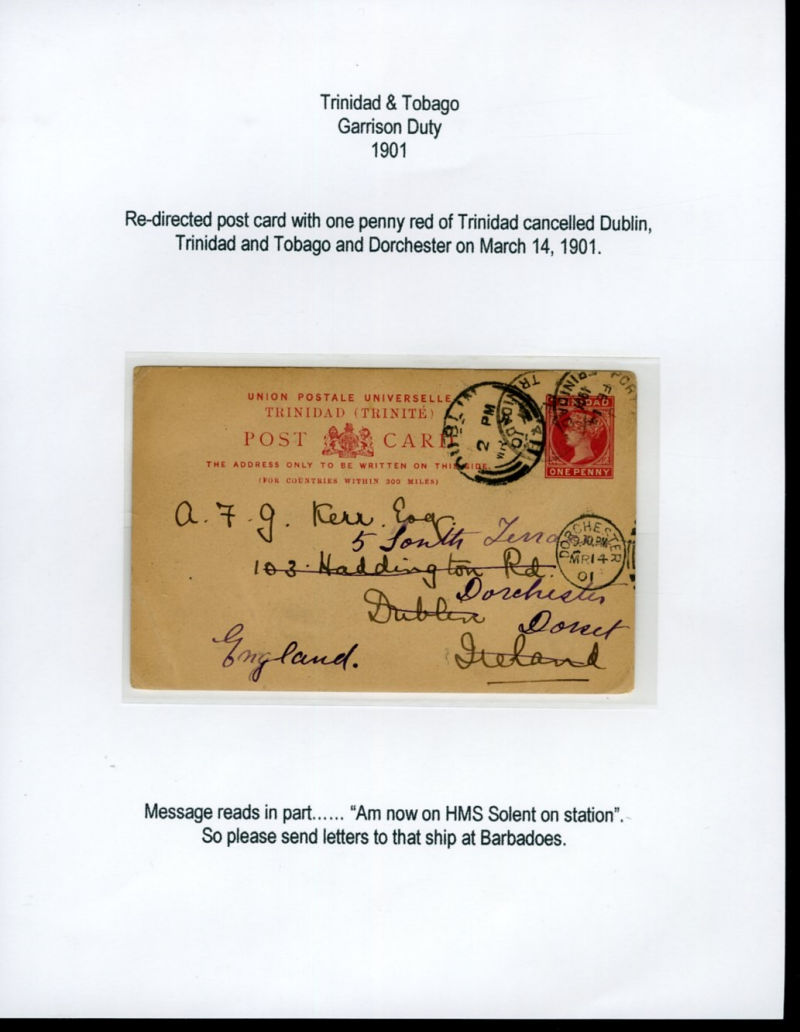 Trinidad & Tobago
Garrison Duty
1901
Re-directed post card with one penny red of Trinidad cancelled Dublin,
Trinidad and Tobago and Dorchester on March 14, 1901.
UNION POSTALE UNIVERSELLE
TRINIDAD (TRINITÉ)
POST CARD
THE ADDRESS ONLY TO BE WRITTEN ON THIS SIDE.
(FOR COUNTRIES WITHIN 300 MILES)
DUBLIN
2 PM
TRINIDAD
ONE PENNY
A. F. G. Kerr. Esq.
5 South Terra
103. Haddington Rd.
DORCHESTER
MR 14
01
Dorchester
Dublin
Dorset
England.
Ireland
Message reads in part...... “Am now on HMS Solent on station”.
So please send letters to that ship at Barbadoes.